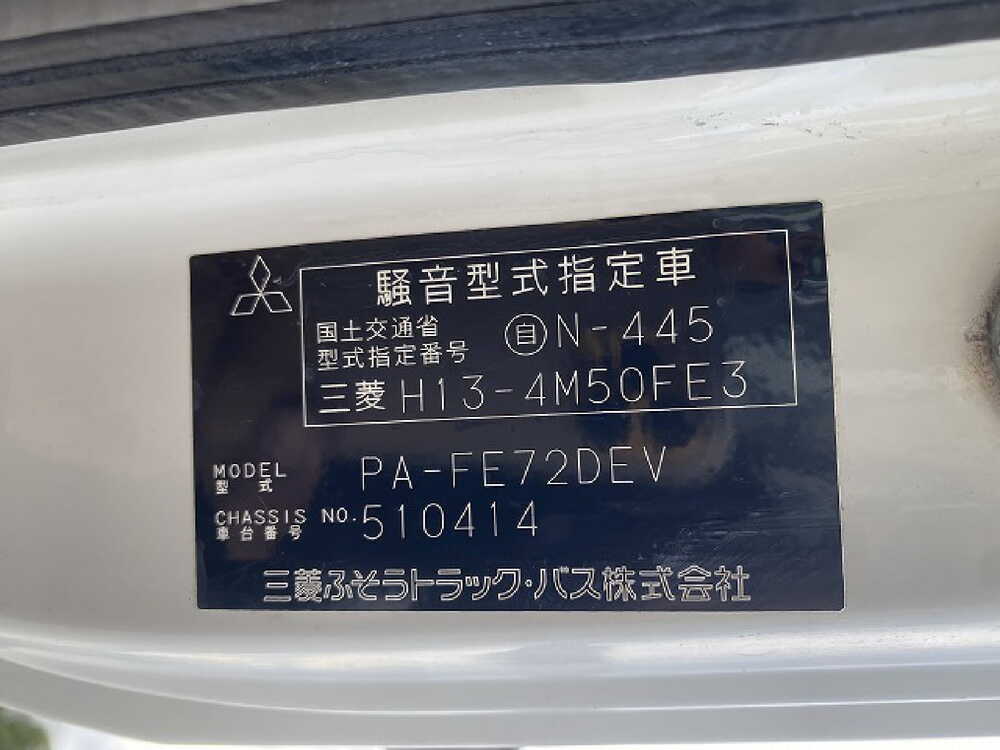 騒音型式指定車
国土交通省
型式指定番号 自N-445
三菱 H13-4M50FE3
MODEL PA-FE72DEV
型式
CHASSIS NO. 510414
車台番号
三菱ふそうトラック・バス株式会社